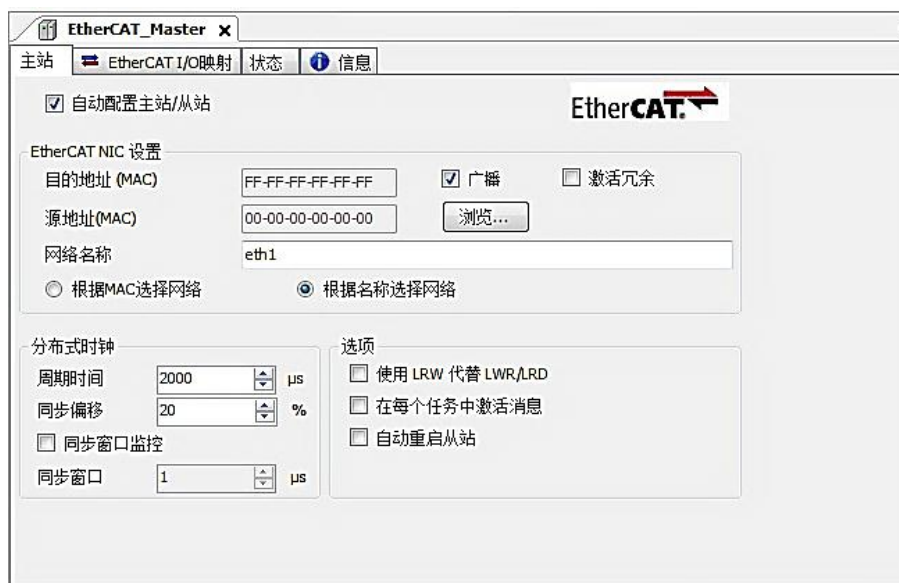 EtherCAT_Master x
主站 EtherCAT I/O映射 状态 信息
自动配置主站/从站
EtherCAT.
EtherCAT NIC 设置
目的地址 (MAC) FF-FF-FF-FF-FF-FF 广播 激活冗余
源地址(MAC) 00-00-00-00-00-00 浏览...
网络名称 eth1
根据MAC选择网络 根据名称选择网络
分布式时钟 选项
周期时间 2000 µs 使用 LRW 代替 LWR/LRD
同步偏移 20 % 在每个任务中激活消息
同步窗口监控 自动重启从站
同步窗口 1 µs